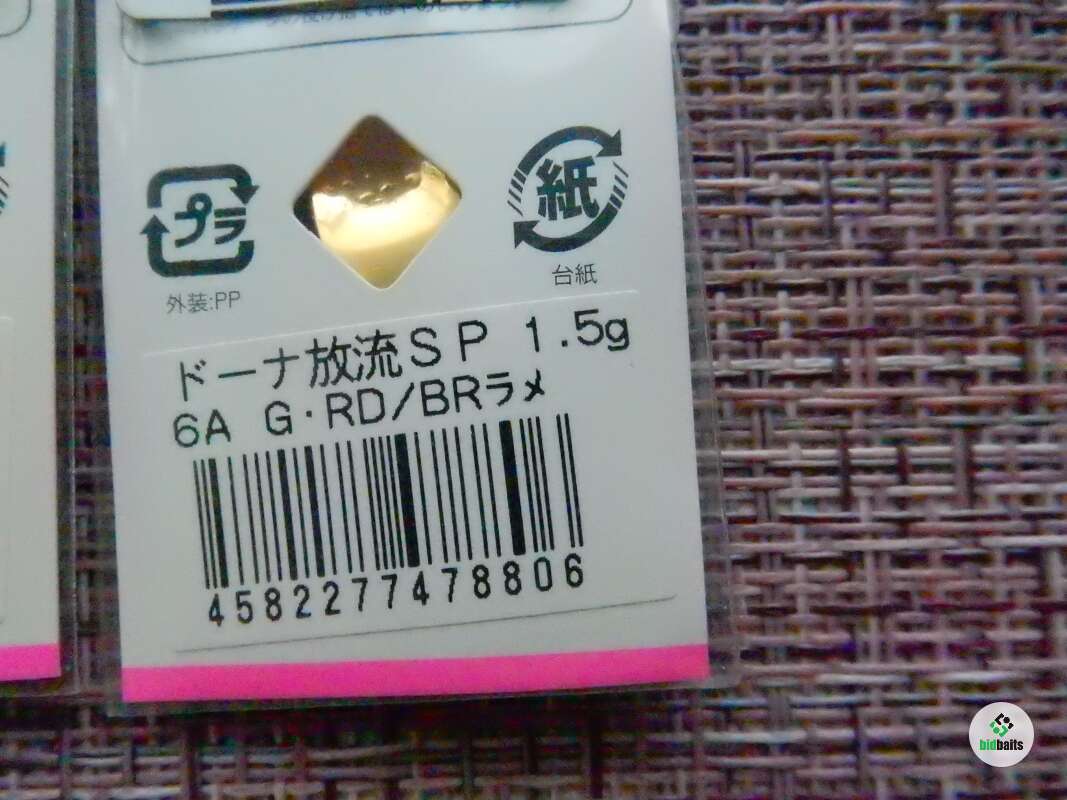 プラ
紙
外装:PP
台紙
ドーナ放流SP 1.5g
6A G・RD/BRラメ
4582277478806
bidbaits